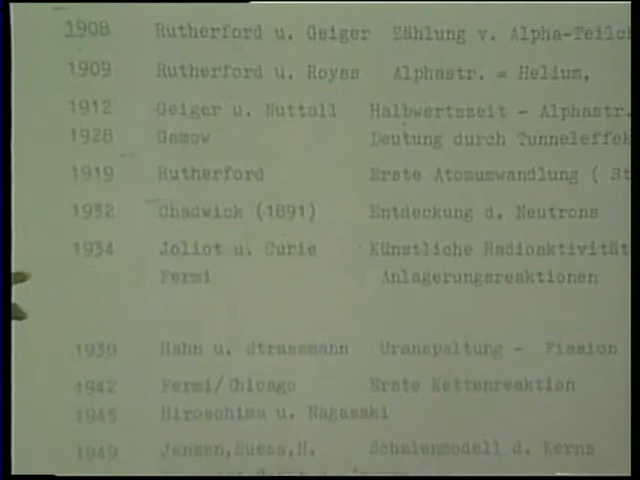 1908 Rutherford u. Geiger Zählung v. Alpha-Teilch
1909 Rutherford u. Royss Alphastr. = Helium,
1912 Geiger u. Nuttall Halbwertszeit - Alphastr.
1928 Gamow Deutung durch Tunneleffek
1919 Rutherford Erste Atomumwandlung ( St
1932 Chadwick (1891) Entdeckung d. Neutrons
1934 Joliot u. Curie Künstliche Radioaktivität
Fermi Anlagerungsreaktionen
1938 Hahn u. Strassmann Uranspaltung - Fission
1942 Fermi/Chicago Erste Kettenreaktion
1945 Hiroschima u. Nagasaki
1949 Jensen,Suess,H. Schalenmodell d. Kerns